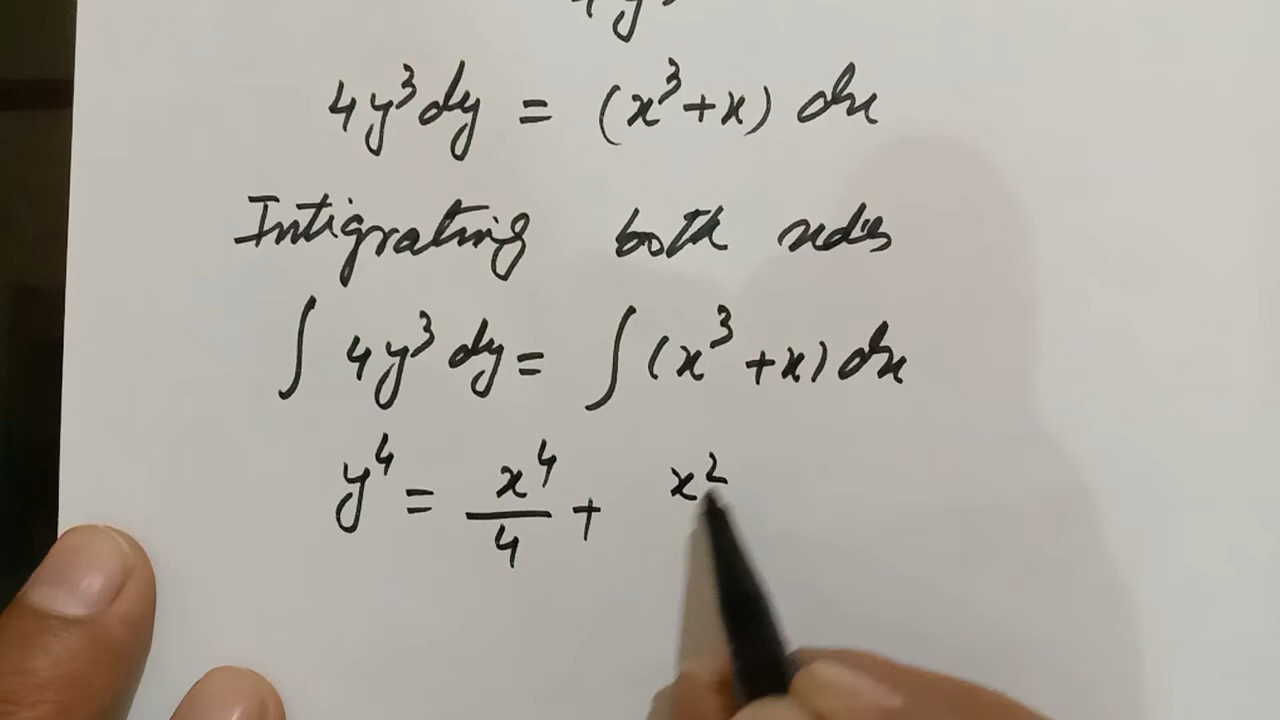 4y³dy = (x³+x) dx
Intigrating both sides
∫ 4y³ dy = ∫ (x³ + x) dx
y⁴ = x⁴/4 + x²